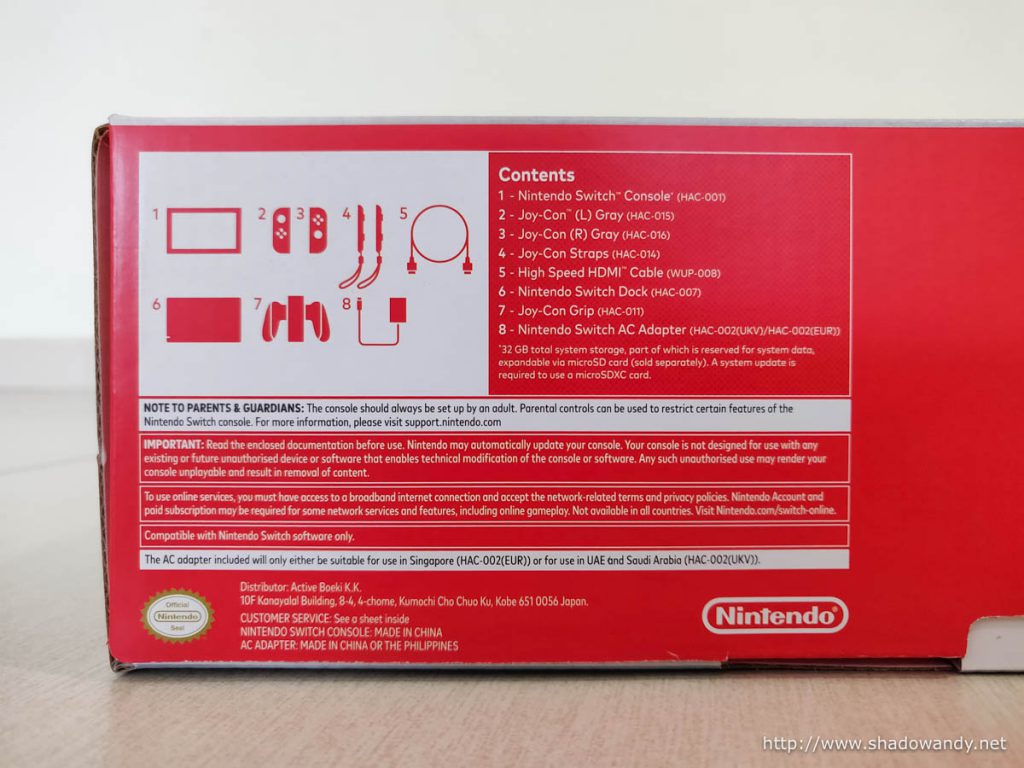 1
2
3
4
5
6
7
8
Contents
1 - Nintendo Switch™ Console* (HAC-001)
2 - Joy-Con™ (L) Gray (HAC-015)
3 - Joy-Con (R) Gray (HAC-016)
4 - Joy-Con Straps (HAC-014)
5 - High Speed HDMI™ Cable (WUP-008)
6 - Nintendo Switch Dock (HAC-007)
7 - Joy-Con Grip (HAC-011)
8 - Nintendo Switch AC Adapter (HAC-002(UKV)/HAC-002(EUR))
*32 GB total system storage, part of which is reserved for system data,
expandable via microSD card (sold separately). A system update is
required to use a microSDXC card.
NOTE TO PARENTS & GUARDIANS: The console should always be set up by an adult. Parental controls can be used to restrict certain features of the
Nintendo Switch console. For more information, please visit support.nintendo.com
IMPORTANT: Read the enclosed documentation before use. Nintendo may automatically update your console. Your console is not designed for use with any
existing or future unauthorised device or software that enables technical modification of the console or software. Any such unauthorised use may render your
console unplayable and result in removal of content.
To use online services, you must have access to a broadband internet connection and accept the network-related terms and privacy policies. Nintendo Account and
paid subscription may be required for some network services and features, including online gameplay. Not available in all countries. Visit Nintendo.com/switch-online.
Compatible with Nintendo Switch software only.
The AC adapter included will only either be suitable for use in Singapore (HAC-002(EUR)) or for use in UAE and Saudi Arabia (HAC-002(UKV)).
Official
Nintendo
Seal
Distributor: Active Boeki K.K.
10F Kanayalal Building, 8-4, 4-chome, Kumochi Cho Chuo Ku, Kobe 651 0056 Japan.
CUSTOMER SERVICE: See a sheet inside
NINTENDO SWITCH CONSOLE: MADE IN CHINA
AC ADAPTER: MADE IN CHINA OR THE PHILIPPINES
Nintendo®
http://www.shadowandy.net